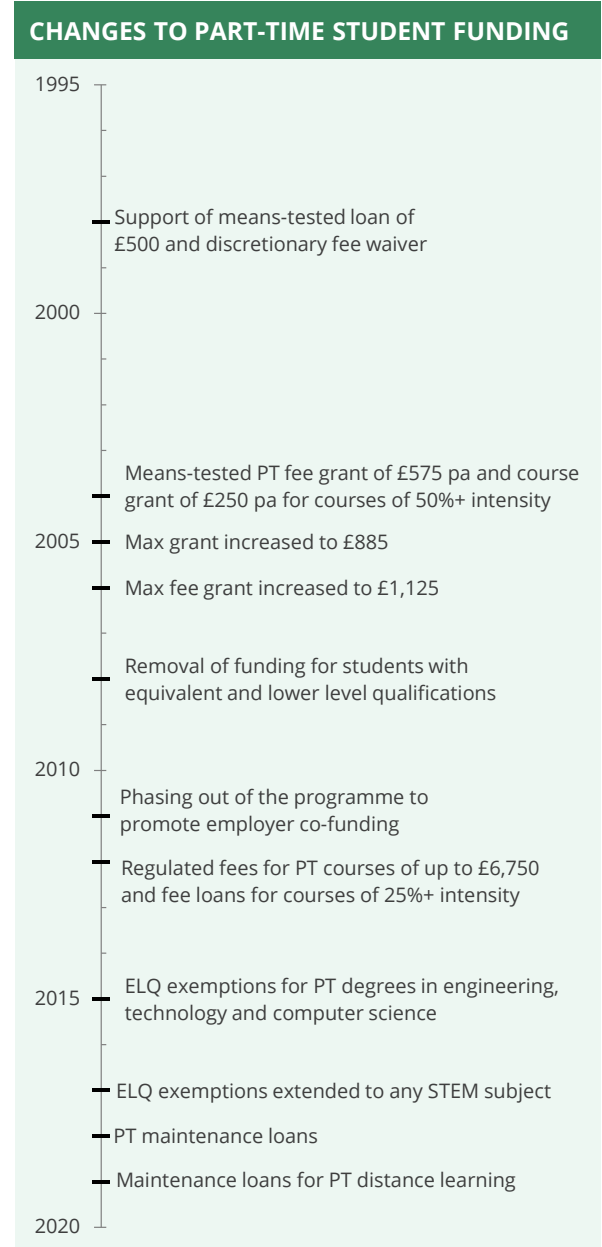 CHANGES TO PART-TIME STUDENT FUNDING
1995
Support of means-tested loan of
£500 and discretionary fee waiver
2000
Means-tested PT fee grant of £575 pa and course
grant of £250 pa for courses of 50%+ intensity
2005
Max grant increased to £885
Max fee grant increased to £1,125
Removal of funding for students with
equivalent and lower level qualifications
2010
Phasing out of the programme to
promote employer co-funding
Regulated fees for PT courses of up to £6,750
and fee loans for courses of 25%+ intensity
2015
ELQ exemptions for PT degrees in engineering,
technology and computer science
ELQ exemptions extended to any STEM subject
PT maintenance loans
Maintenance loans for PT distance learning
2020